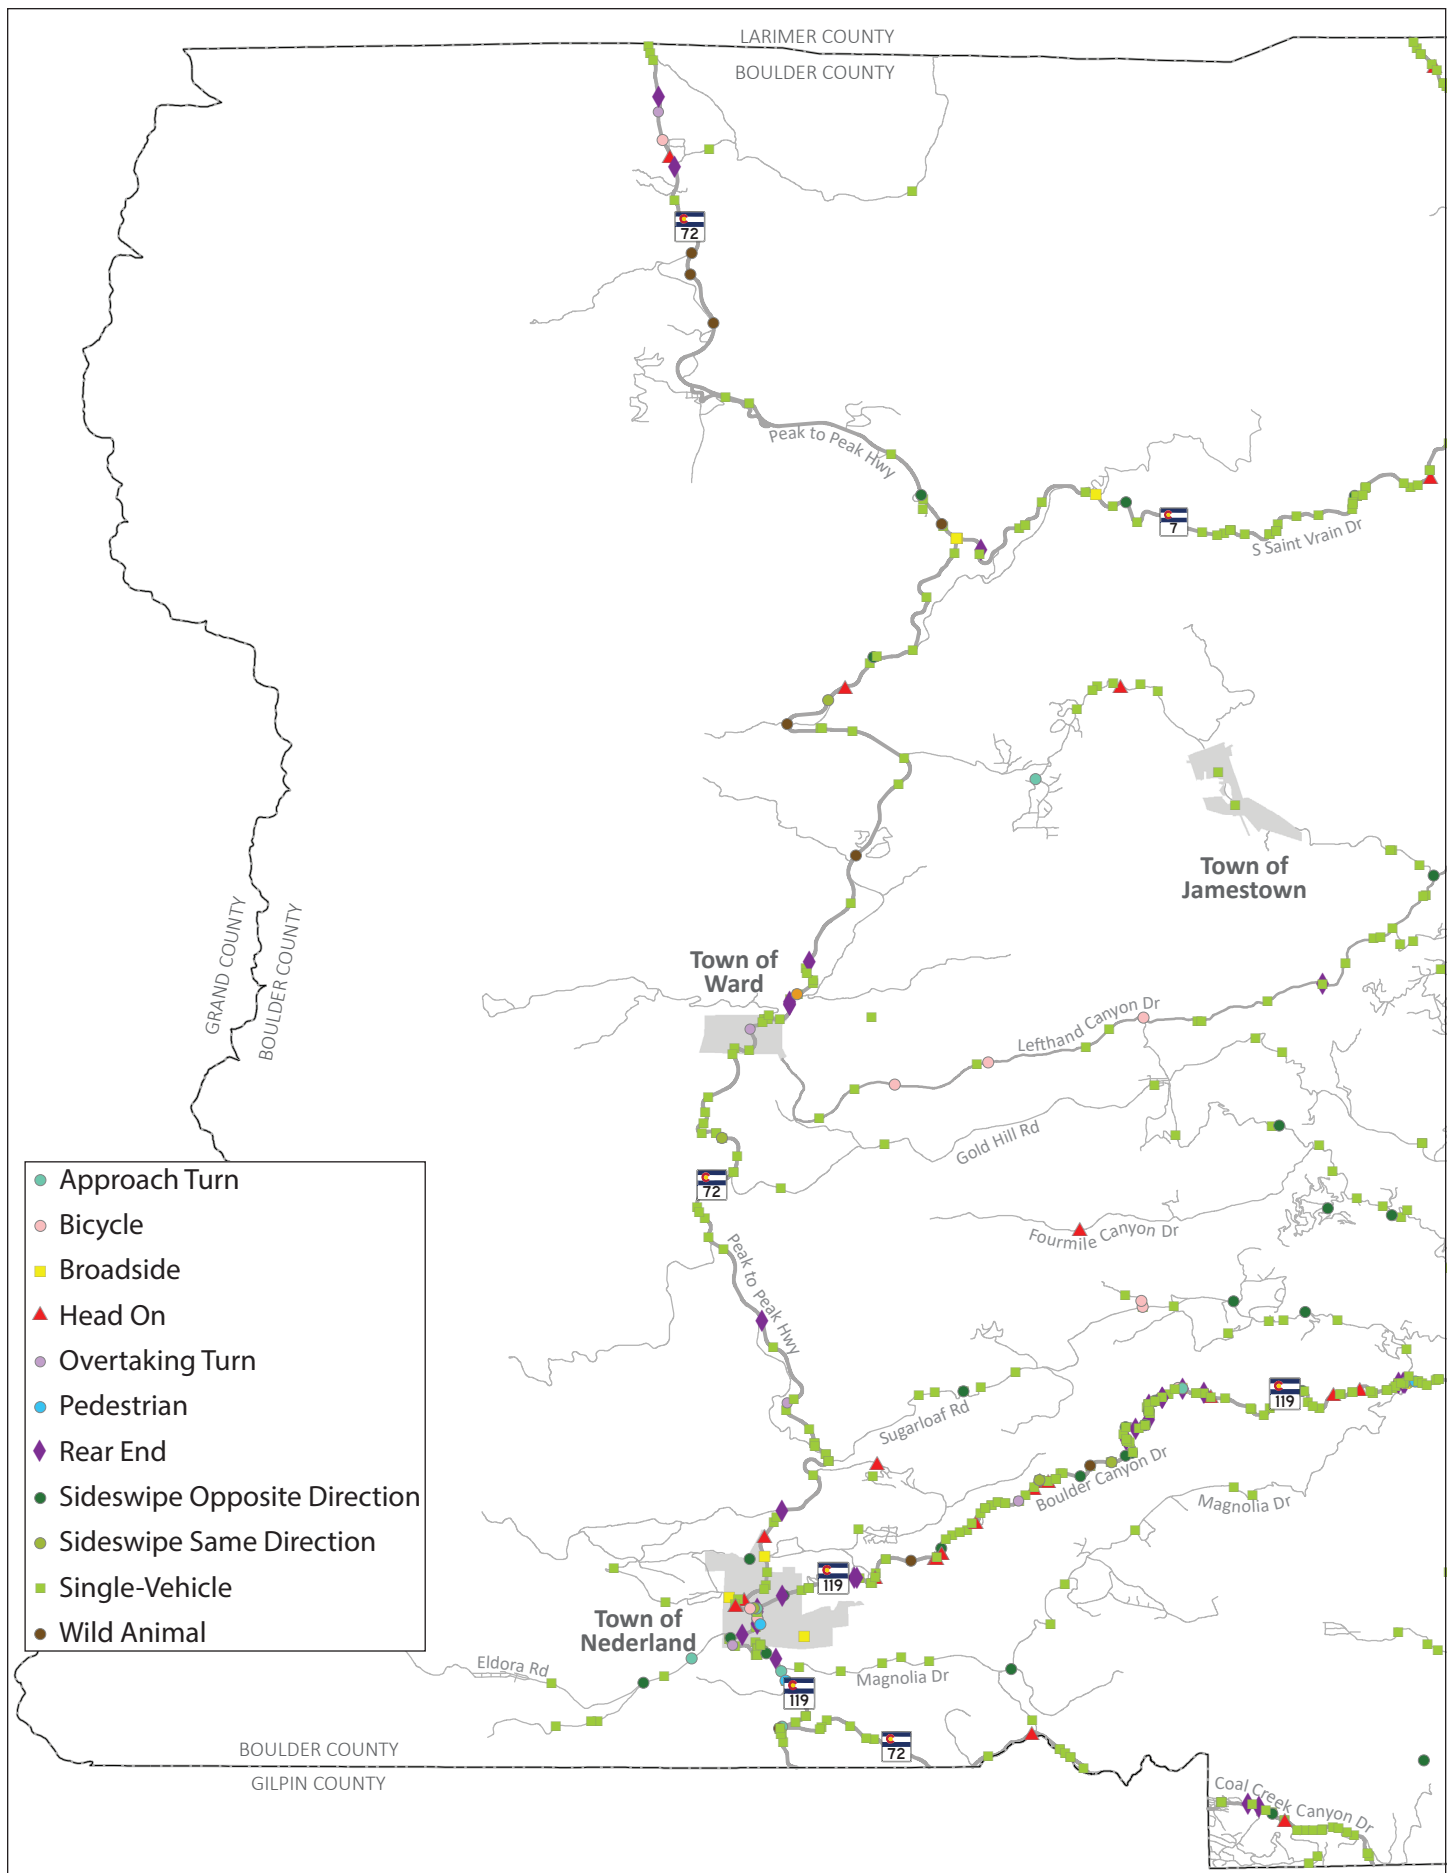 LARIMER COUNTY
BOULDER COUNTY
72
Peak to Peak Hwy
7
S Saint Vrain Dr
Town of
Jamestown
GRAND COUNTY
BOULDER COUNTY
Town of
Ward
Lefthand Canyon Dr
Gold Hill Rd
72
Fourmile Canyon Dr
Peak to Peak Hwy
Approach Turn
Bicycle
Broadside
Head On
Overtaking Turn
Pedestrian
Rear End
Sideswipe Opposite Direction
Sideswipe Same Direction
Single-Vehicle
Wild Animal
119
Sugarloaf Rd
Boulder Canyon Dr
Magnolia Dr
119
Town of
Nederland
Eldora Rd
Magnolia Dr
119
72
BOULDER COUNTY
GILPIN COUNTY
Coal Creek Canyon Dr